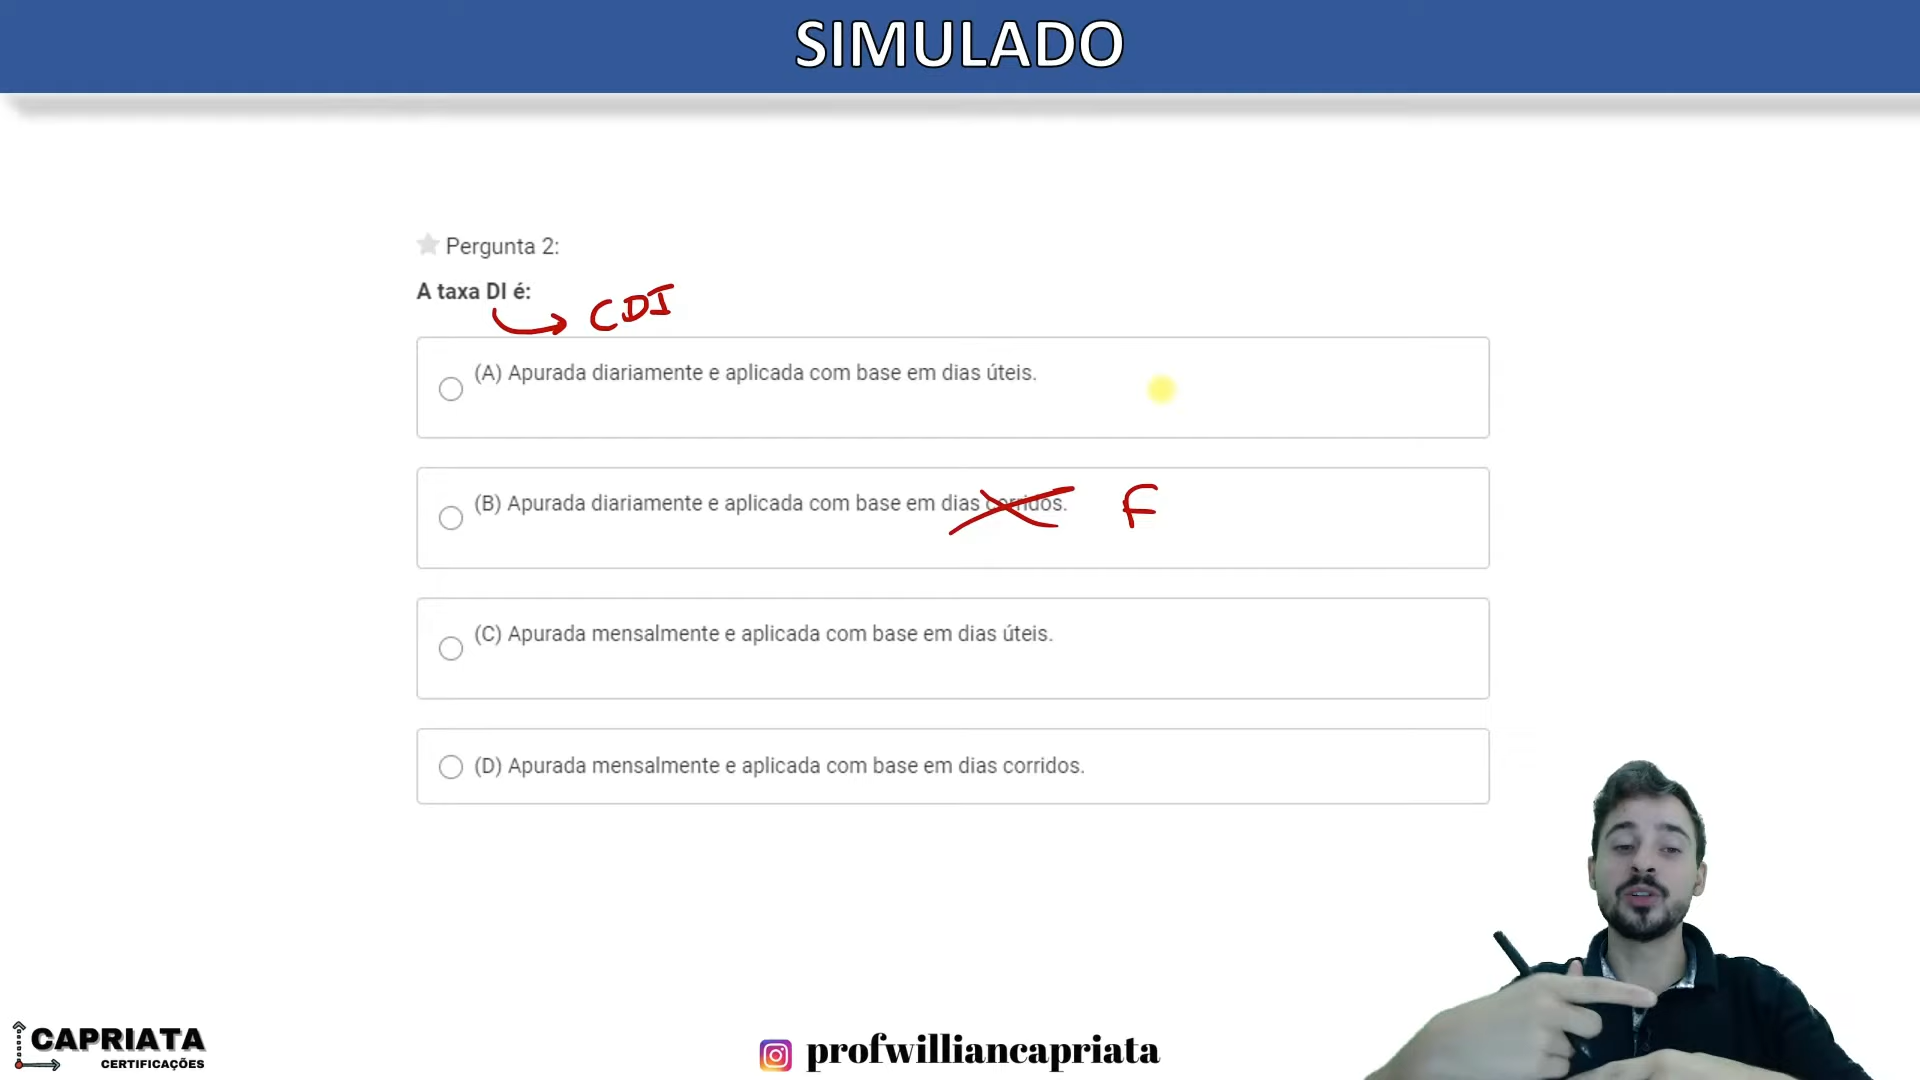 SIMULADO
Pergunta 2:
A taxa DI é:
CDI
(A) Apurada diariamente e aplicada com base em dias úteis.
(B) Apurada diariamente e aplicada com base em dias corridos.
F
(C) Apurada mensalmente e aplicada com base em dias úteis.
(D) Apurada mensalmente e aplicada com base em dias corridos.
CAPRIATA
CERTIFICAÇÕES
profwilliancapriata